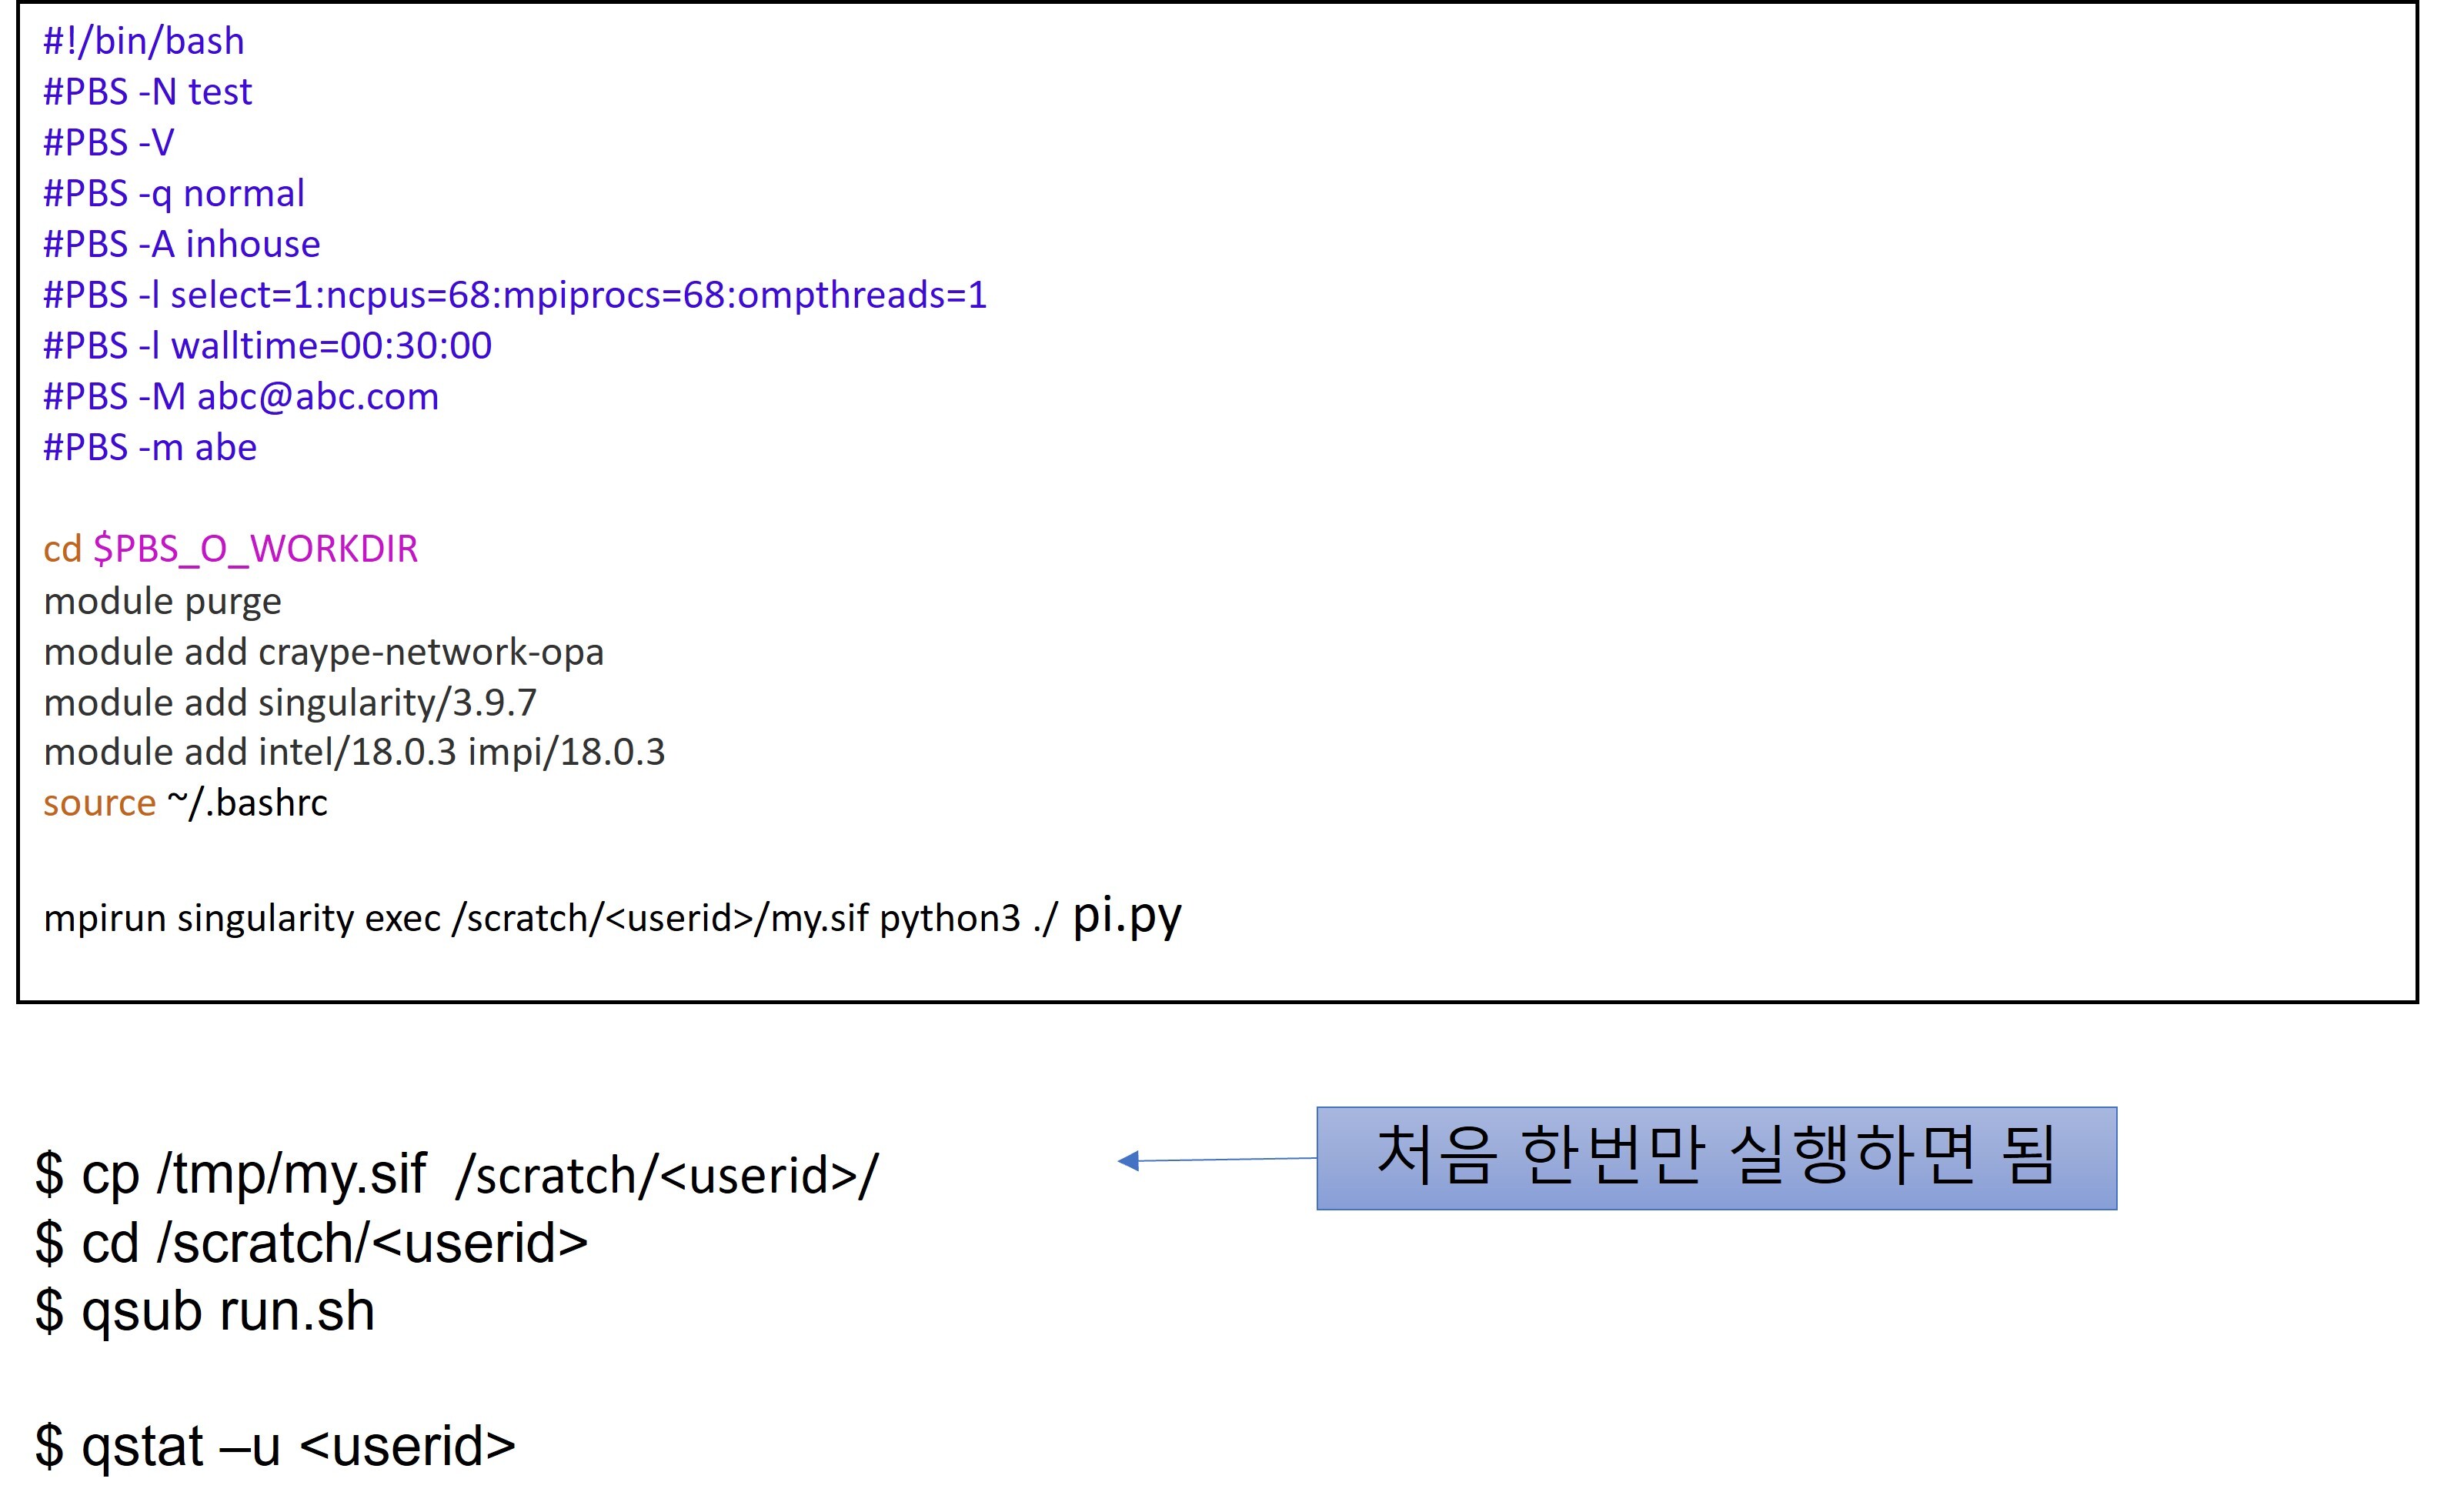 #!/bin/bash
#PBS -N test
#PBS -V
#PBS -q normal
#PBS -A inhouse
#PBS -l select=1:ncpus=68:mpiprocs=68:ompthreads=1
#PBS -l walltime=00:30:00
#PBS -M abc@abc.com
#PBS -m abe
cd $PBS_O_WORKDIR
module purge
module add craype-network-opa
module add singularity/3.9.7
module add intel/18.0.3 impi/18.0.3
source ~/.bashrc
mpirun singularity exec /scratch/<userid>/my.sif python3 ./ pi.py
$ cp /tmp/my.sif /scratch/<userid>/
처음 한번만 실행하면 됨
$ cd /scratch/<userid>
$ qsub run.sh
$ qstat –u <userid>